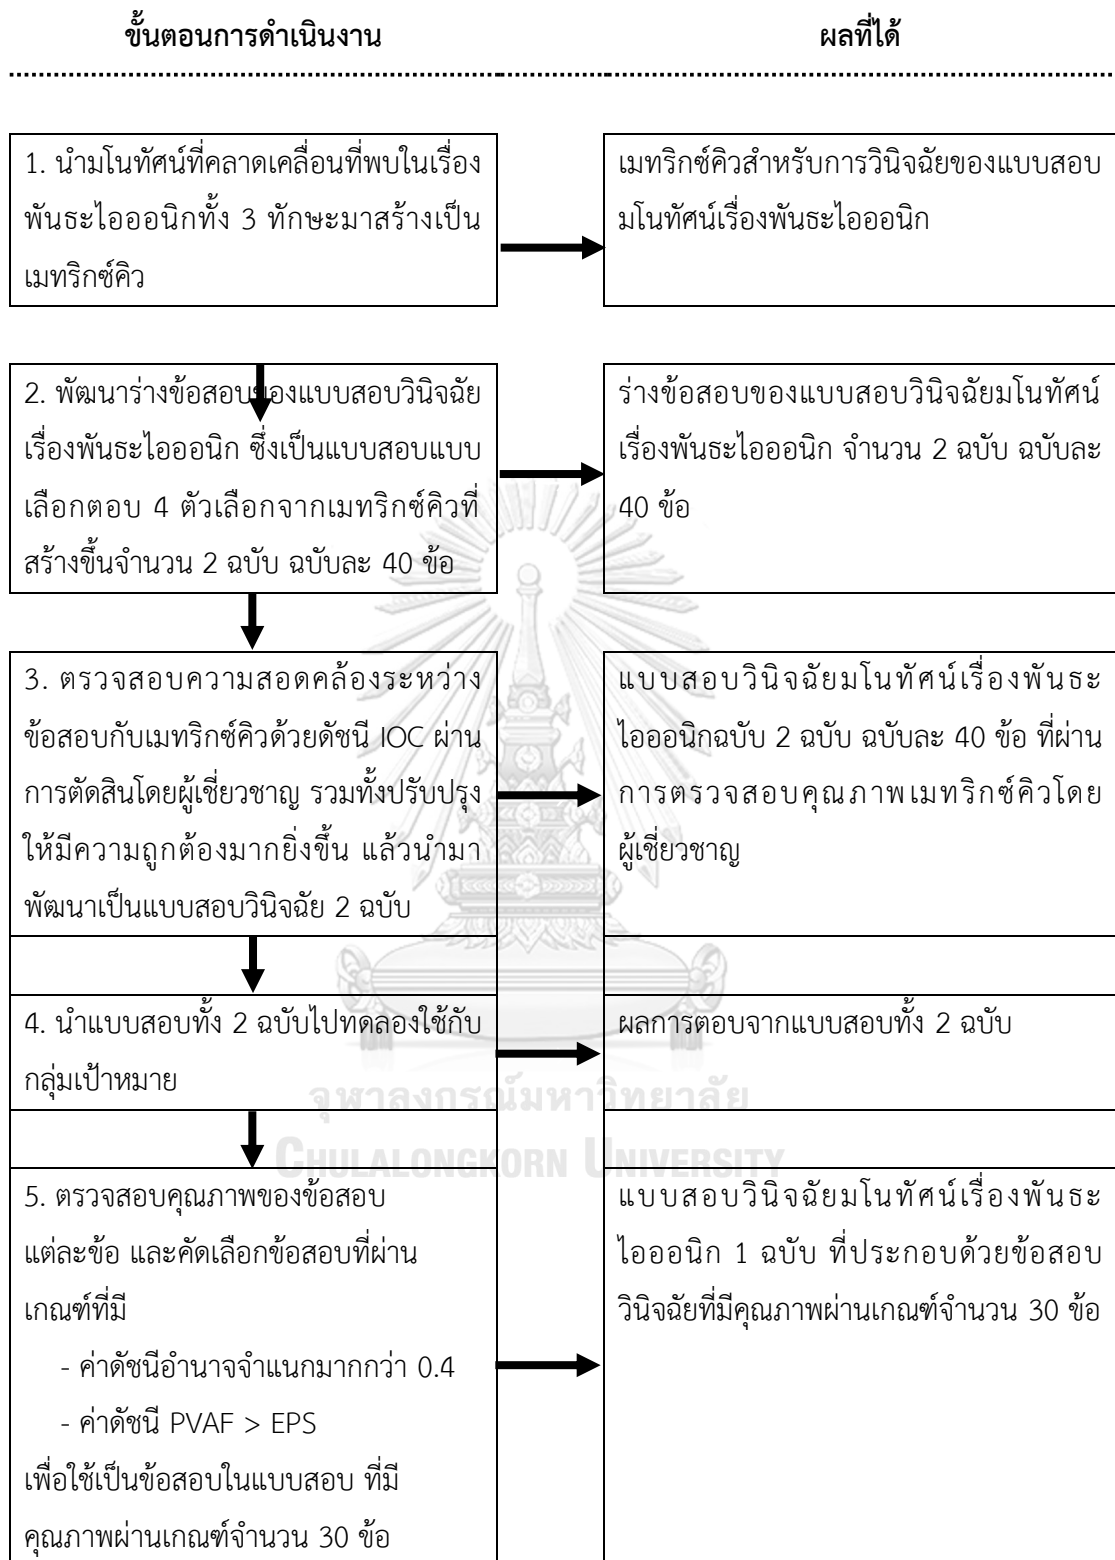 ขั้นตอนการดำเนินงาน
ผลที่ได้
1. นำมโนทัศน์ที่คลาดเคลื่อนที่พบในเรื่อง
พันธะไอออนิกทั้ง 3 ทักษะมาสร้างเป็น
เมทริกซ์คิว
เมทริกซ์คิวสำหรับการวินิจฉัยของแบบสอบ
มโนทัศน์เรื่องพันธะไอออนิก
2. พัฒนาร่างข้อสอบของแบบสอบวินิจฉัย
เรื่องพันธะไอออนิก ซึ่งเป็นแบบสอบแบบ
เลือกตอบ 4 ตัวเลือกจากเมทริกซ์คิวที่
สร้างขึ้นจำนวน 2 ฉบับ ฉบับละ 40 ข้อ
ร่างข้อสอบของแบบสอบวินิจฉัยมโนทัศน์
เรื่องพันธะไอออนิก จำนวน 2 ฉบับ ฉบับละ
40 ข้อ
3. ตรวจสอบความสอดคล้องระหว่าง
ข้อสอบกับเมทริกซ์คิวด้วยดัชนี IOC ผ่าน
การตัดสินโดยผู้เชี่ยวชาญ รวมทั้งปรับปรุง
ให้มีความถูกต้องมากยิ่งขึ้น แล้วนำมา
พัฒนาเป็นแบบสอบวินิจฉัย 2 ฉบับ
แบบสอบวินิจฉัยมโนทัศน์เรื่องพันธะ
ไอออนิกฉบับ 2 ฉบับ ฉบับละ 40 ข้อ ที่ผ่าน
การตรวจสอบคุณภาพเมทริกซ์คิวโดย
ผู้เชี่ยวชาญ
4. นำแบบสอบทั้ง 2 ฉบับไปทดลองใช้กับ
กลุ่มเป้าหมาย
ผลการตอบจากแบบสอบทั้ง 2 ฉบับ
จุฬาลงกรณ์มหาวิทยาลัย
CHULALONGKORN UNIVERSITY
5. ตรวจสอบคุณภาพของข้อสอบ
แต่ละข้อ และคัดเลือกข้อสอบที่ผ่าน
เกณฑ์ที่มี
- ค่าดัชนีอำนาจจำแนกมากกว่า 0.4
- ค่าดัชนี PVAF > EPS
เพื่อใช้เป็นข้อสอบในแบบสอบ ที่มี
คุณภาพผ่านเกณฑ์จำนวน 30 ข้อ
แบบสอบวินิจฉัยมโนทัศน์เรื่องพันธะ
ไอออนิก 1 ฉบับ ที่ประกอบด้วยข้อสอบ
วินิจฉัยที่มีคุณภาพผ่านเกณฑ์จำนวน 30 ข้อ